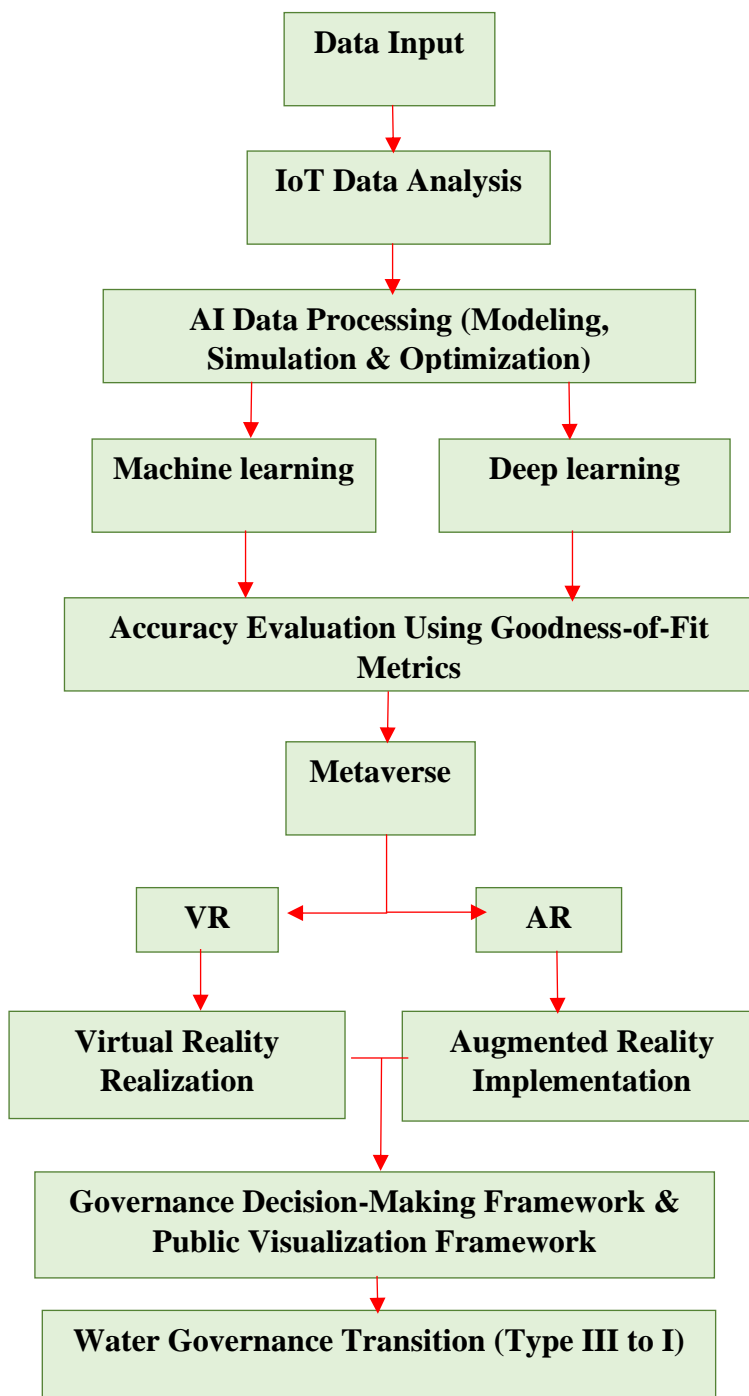 Data Input
IoT Data Analysis
AI Data Processing (Modeling,
Simulation & Optimization)
Machine learning
Deep learning
Accuracy Evaluation Using Goodness-of-Fit
Metrics
Metaverse
VR
AR
Virtual Reality
Realization
Augmented Reality
Implementation
Governance Decision-Making Framework &
Public Visualization Framework
Water Governance Transition (Type III to I)